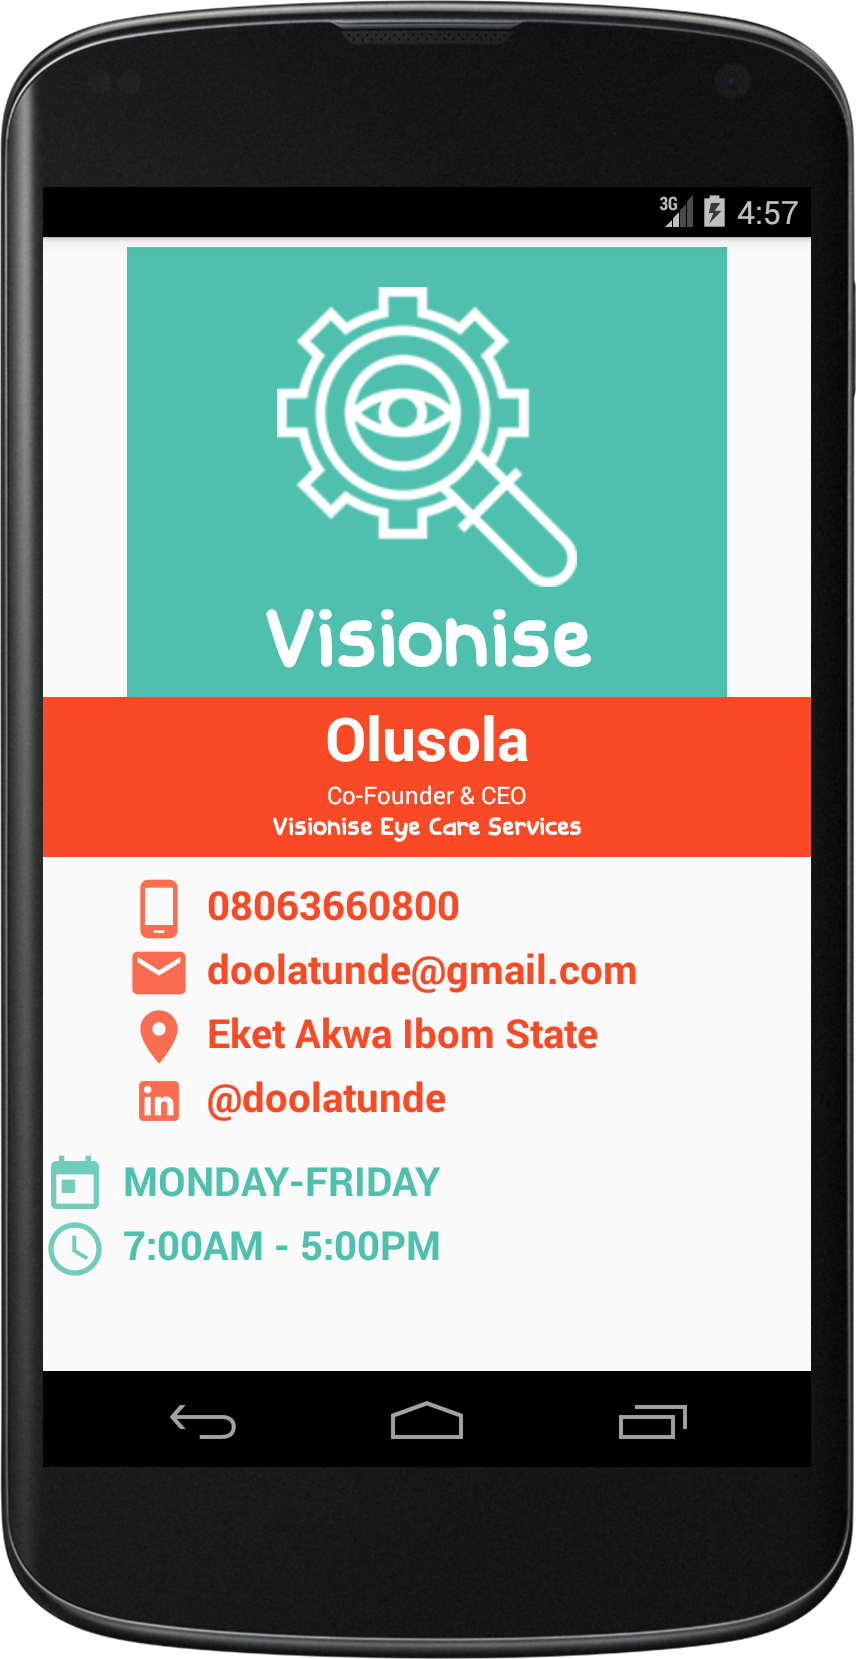 3G 4:57
Visionise
Olusola
Co-Founder & CEO
Visionise Eye Care Services
08063660800
doolatunde@gmail.com
Eket Akwa Ibom State
in @doolatunde
MONDAY-FRIDAY
7:00AM - 5:00PM